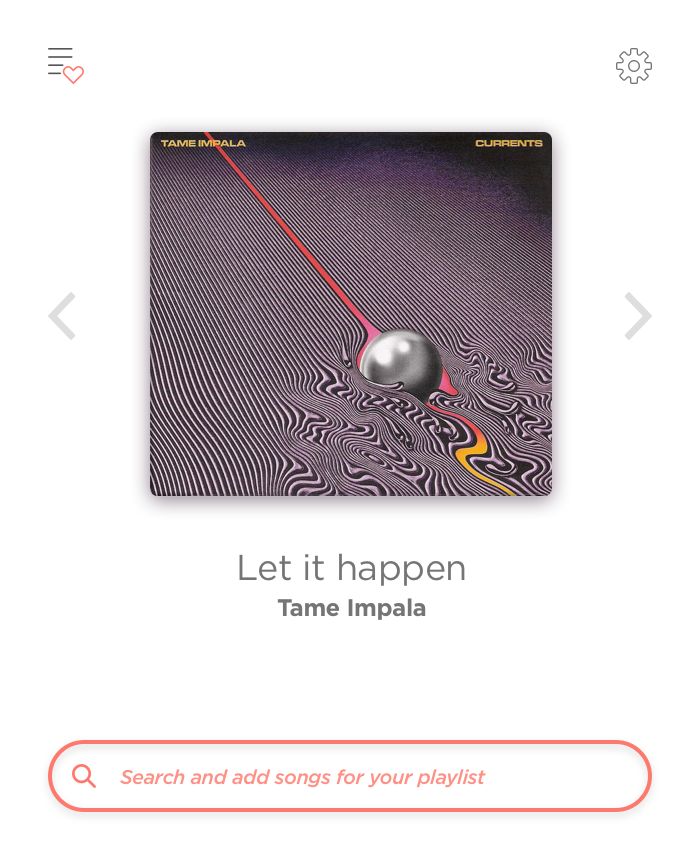 TAME IMPALA CURRENTS
Let it happen
Tame Impala
Search and add songs for your playlist